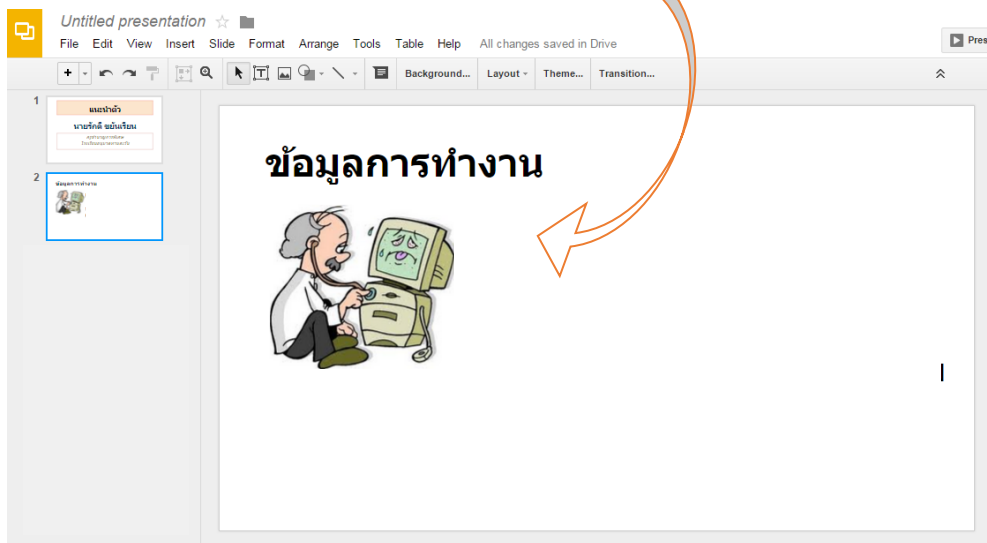 Untitled presentation
File Edit View Insert Slide Format Arrange Tools Table Help All changes saved in Drive
Pres
Background... Layout Theme... Transition...
1
แนะนำตัว
นายรักดี ขยันเรียน
2
ข้อมูลการทำงาน
ข้อมูลการทำงาน